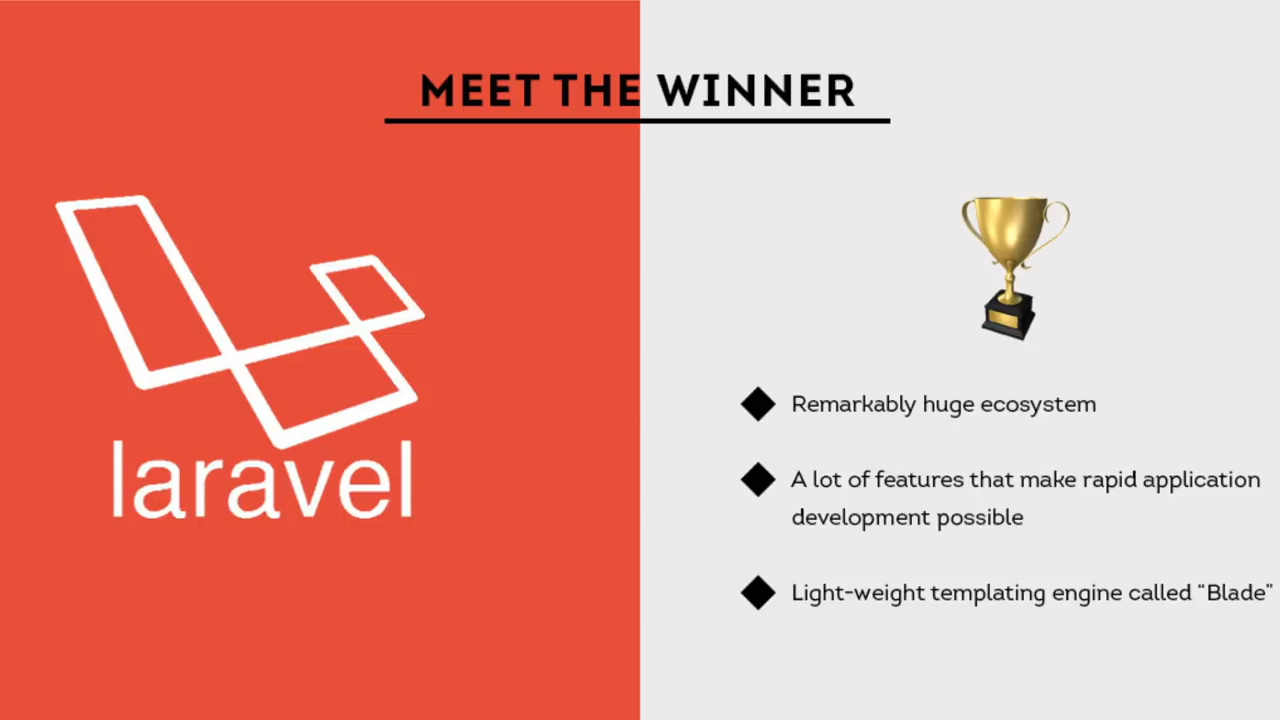 MEET THE WINNER
laravel
Remarkably huge ecosystem
A lot of features that make rapid application
development possible
Light-weight templating engine called “Blade”